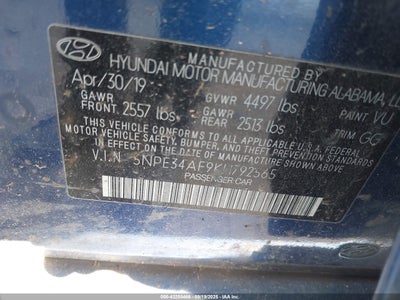 MANUFACTURED BY
HYUNDAI MOTOR MANUFACTURING ALABAMA, LL
Apr/30/19
GAWR
FRONT 2557 lbs
GVWR 4497 lbs
GAWR
REAR 2513 lbs
PAINT VU
TRIM GG
THIS VEHICLE CONFORMS TO ALL APPLICABLE FEDERAL
MOTOR VEHICLE SAFETY, BUMPER, AND THEFT PREVENTION
STANDARDS IN EFFECT ON THE DATE OF MANUFACTURE SHOWN ABOVE.
V.I.N
PASSENGER CAR